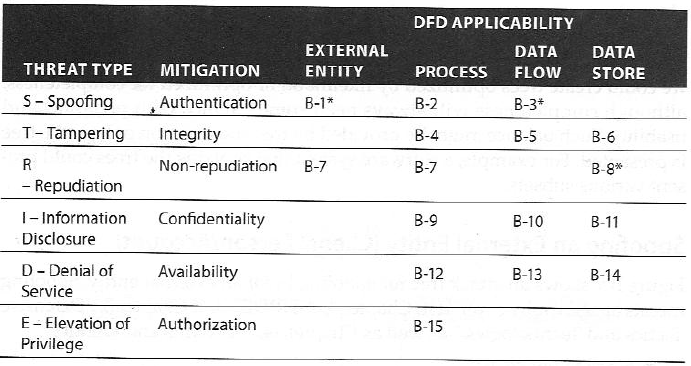 DFD APPLICABILITY
EXTERNAL DATA DATA
THREAT TYPE MITIGATION ENTITY PROCESS FLOW STORE
S – Spoofing Authentication B-1* B-2 B-3*
T – Tampering Integrity B-4 B-5 B-6
R Non-repudiation B-7 B-7 B-8*
– Repudiation
I – Information Confidentiality B-9 B-10 B-11
Disclosure
D – Denial of Availability B-12 B-13 B-14
Service
E – Elevation of Authorization B-15
Privilege